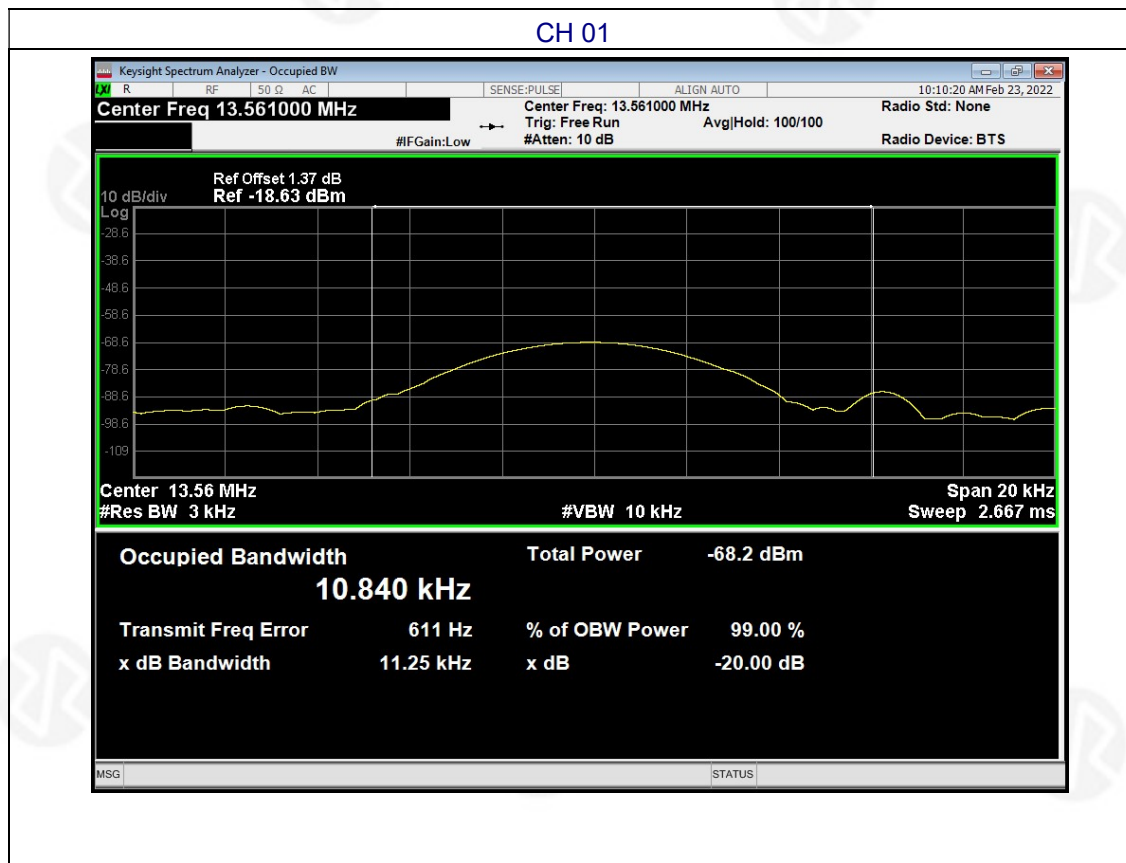 CH 01
Keysight Spectrum Analyzer - Occupied BW
LXI R RF 50 Ω AC SENSE:PULSE ALIGN AUTO 10:10:20 AM Feb 23, 2022
Center Freq 13.561000 MHz
Center Freq: 13.561000 MHz
Radio Std: None
Trig: Free Run
Avg|Hold: 100/100
#IFGain:Low
#Atten: 10 dB
Radio Device: BTS
Ref Offset 1.37 dB
10 dB/div
Ref -18.63 dBm
Log
-28.6
-38.6
-48.6
-58.6
-68.6
-78.6
-88.6
-98.6
-109
Center 13.56 MHz
Span 20 kHz
#Res BW 3 kHz
#VBW 10 kHz
Sweep 2.667 ms
Occupied Bandwidth
Total Power -68.2 dBm
10.840 kHz
Transmit Freq Error 611 Hz
% of OBW Power 99.00 %
x dB Bandwidth 11.25 kHz
x dB -20.00 dB
MSG
STATUS